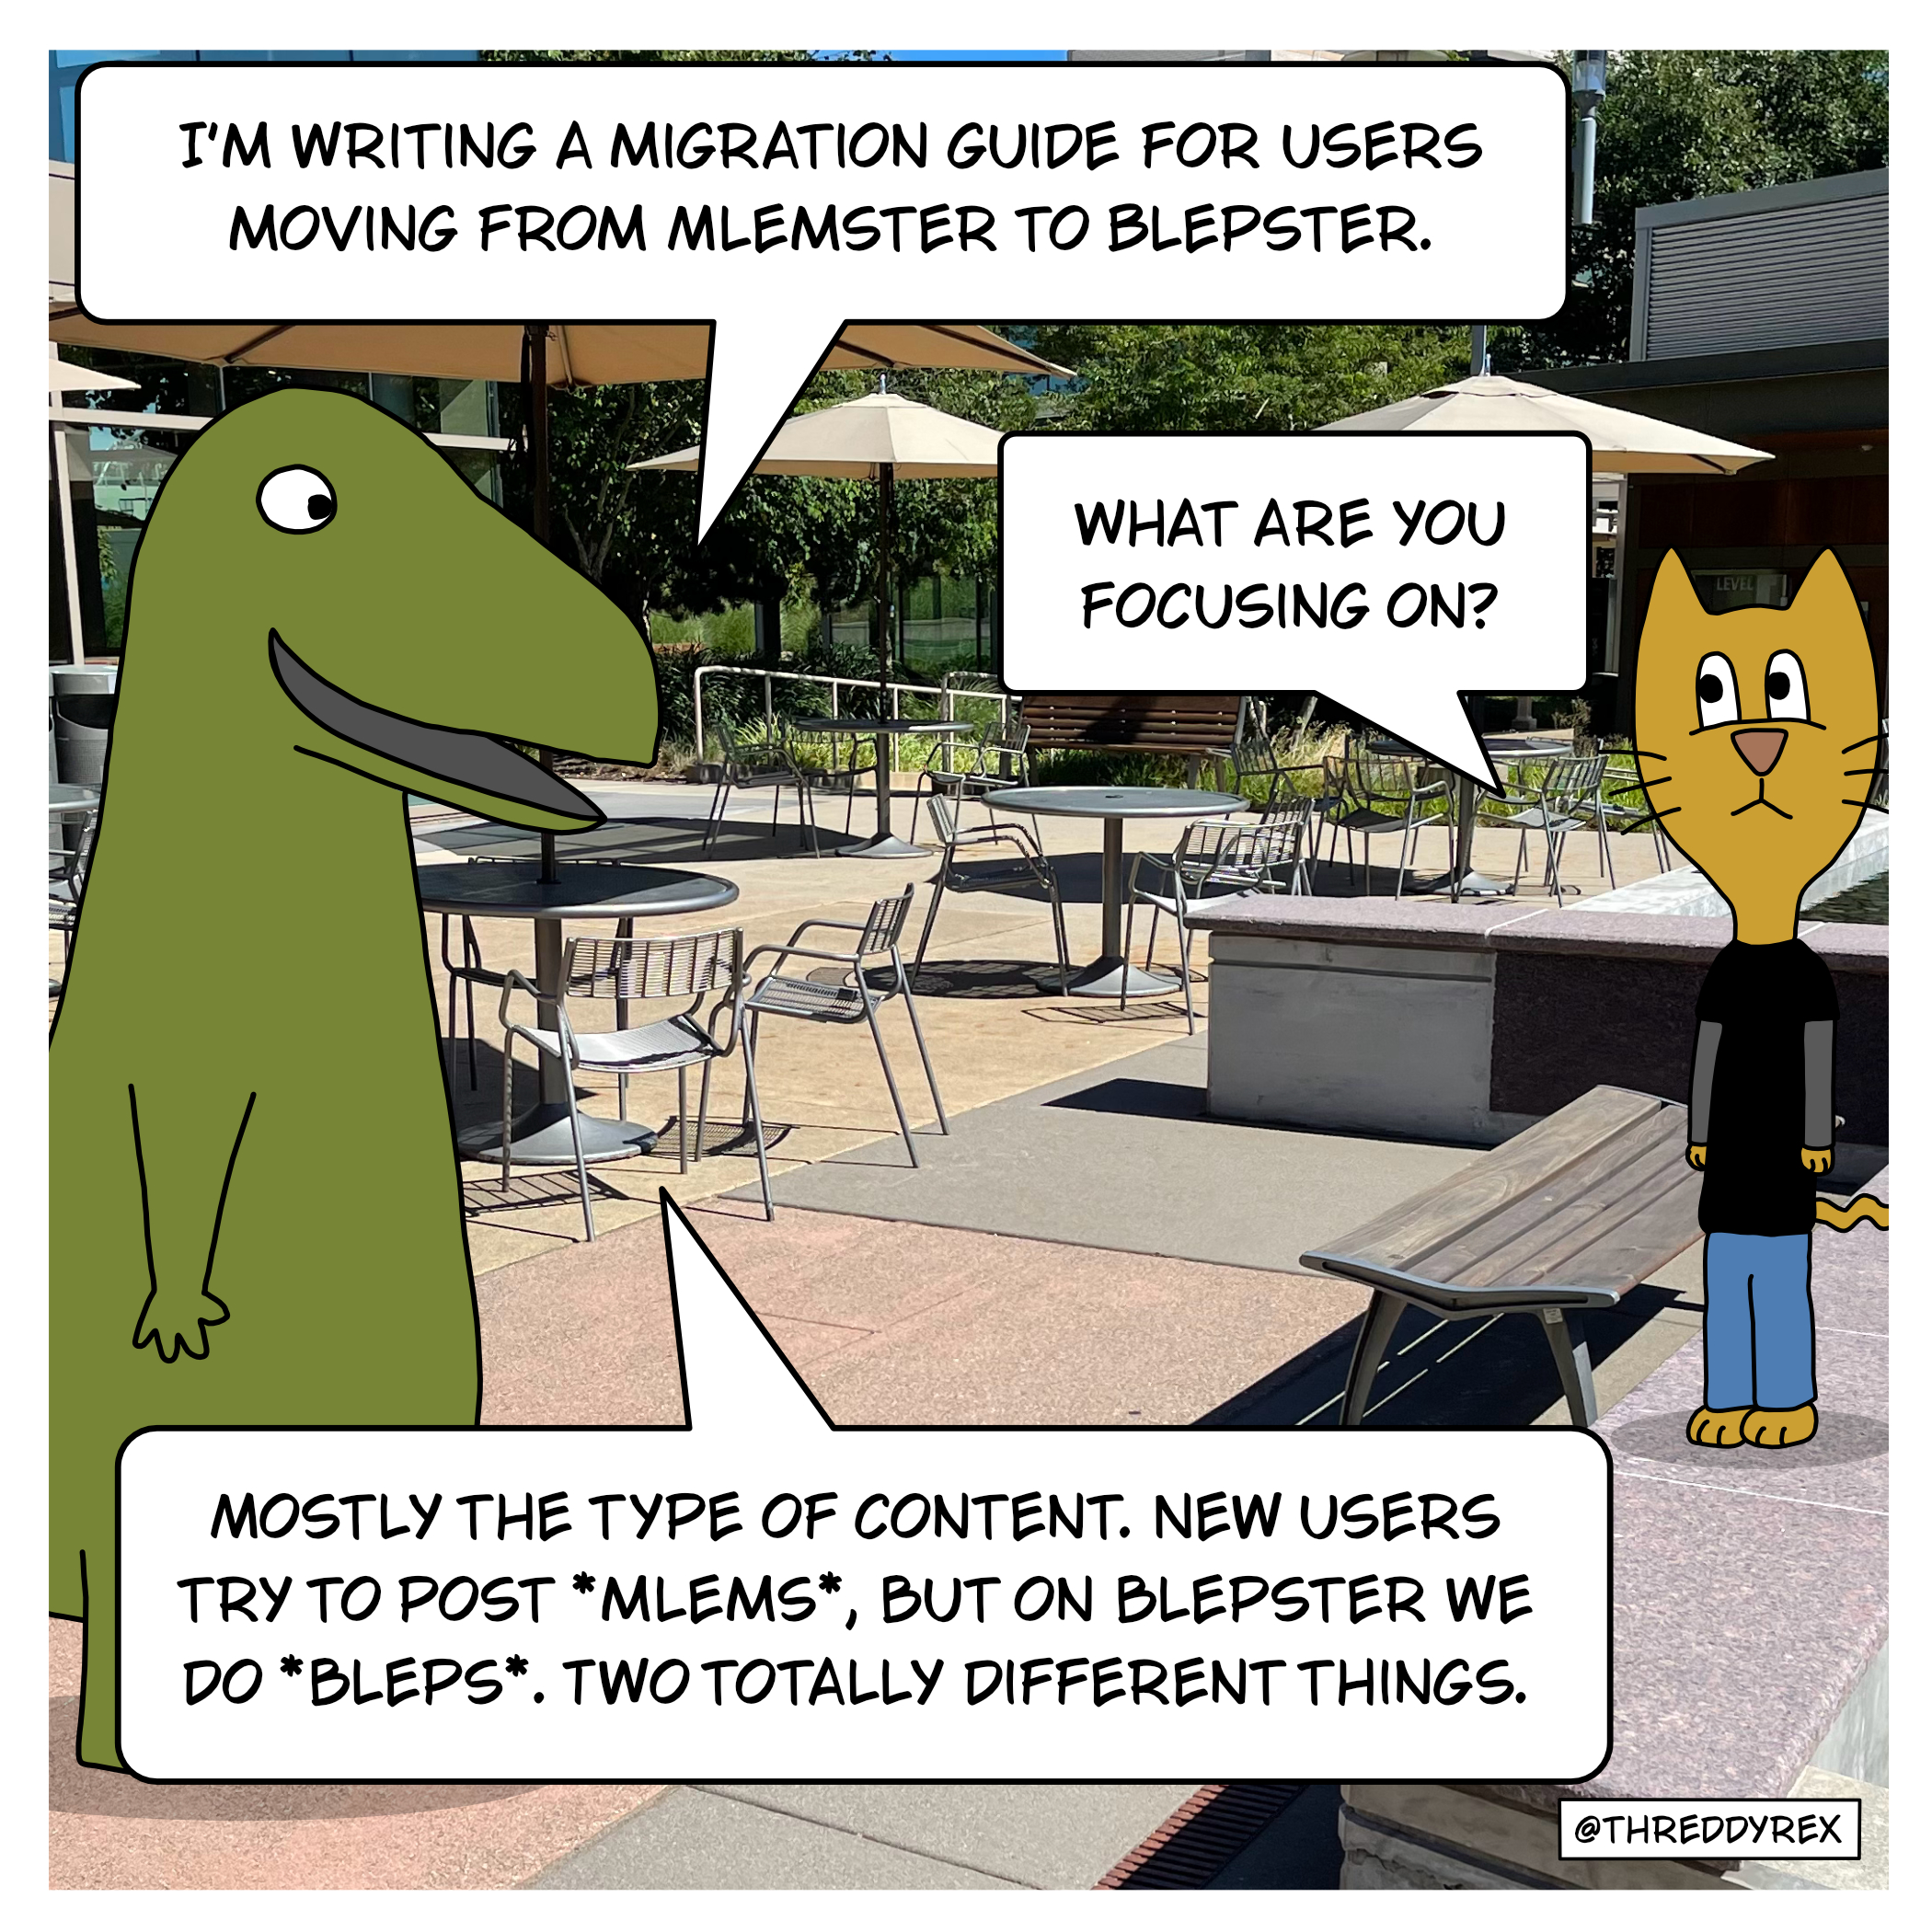 I'M WRITING A MIGRATION GUIDE FOR USERS
MOVING FROM MLEMSTER TO BLEPSTER.
WHAT ARE YOU
FOCUSING ON?
LEVEL
MOSTLY THE TYPE OF CONTENT. NEW USERS
TRY TO POST *MLEMS*, BUT ON BLEPSTER WE
DO *BLEPS*. TWO TOTALLY DIFFERENT THINGS.
@THREDDYREX